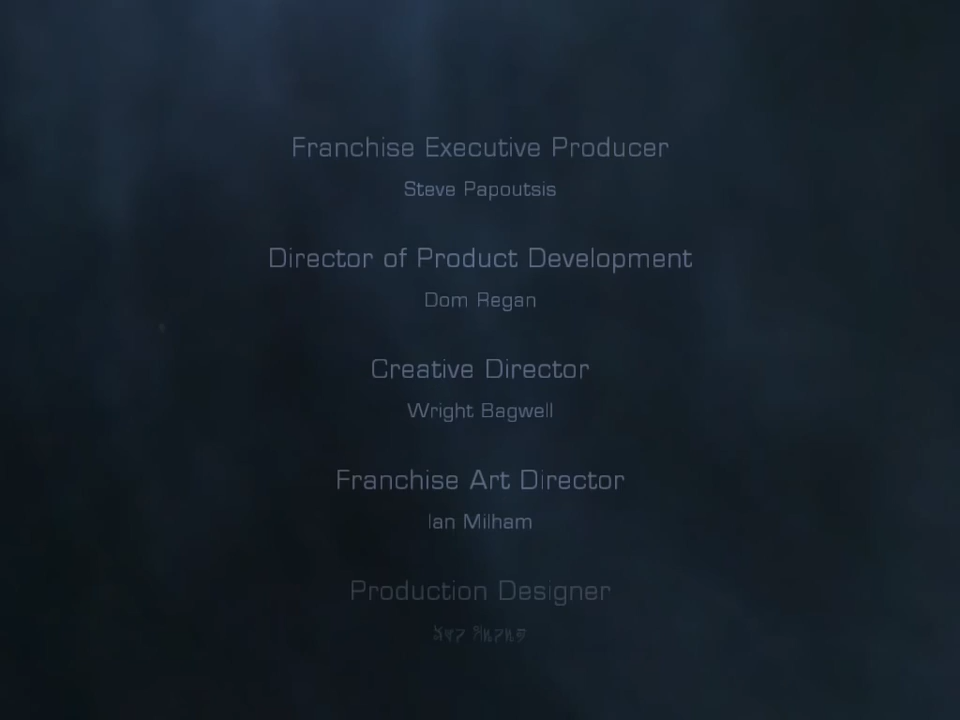 Franchise Executive Producer
Steve Papoutsis
Director of Product Development
Dom Regan
Creative Director
Wright Bagwell
Franchise Art Director
Ian Milham
Production Designer